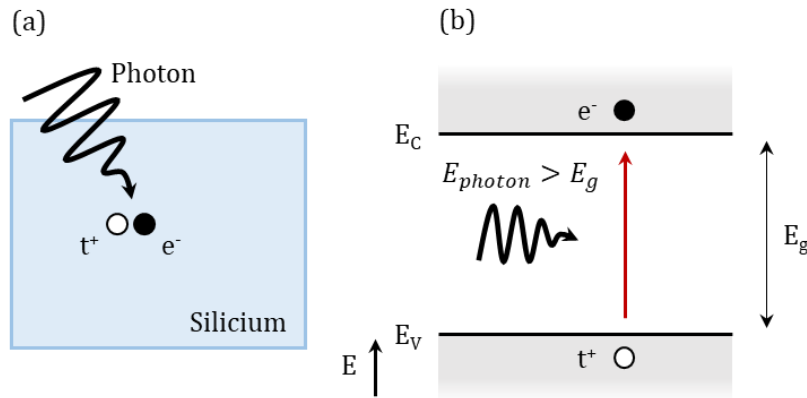 (a)
Photon
t⁺
e⁻
Silicium
(b)
e⁻
E_C
E_photon > E_g
E_g
E_V
t⁺
E